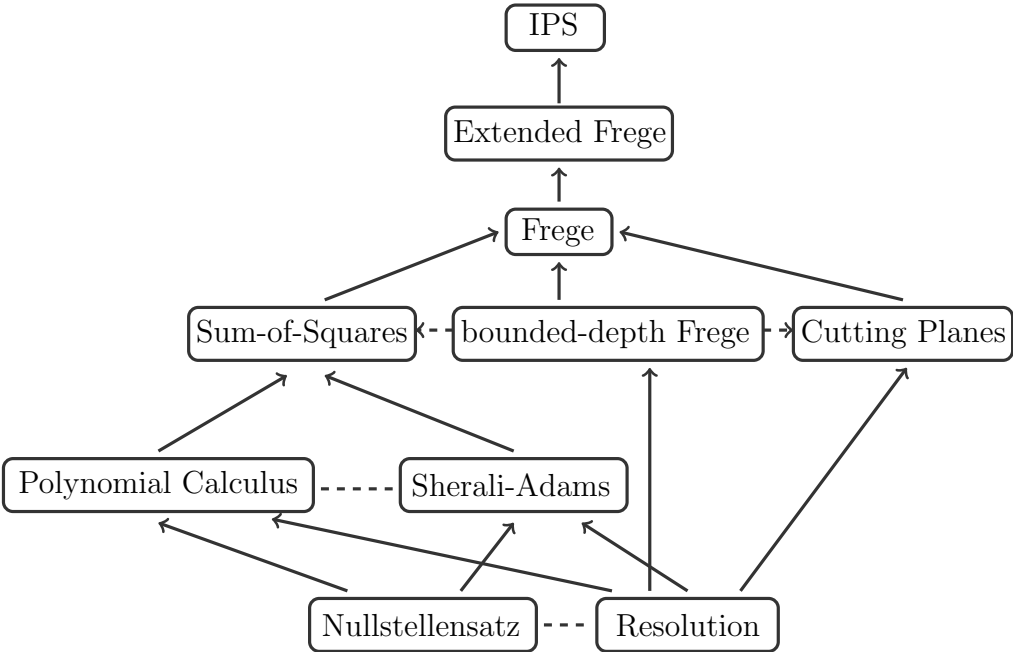 IPS
Extended Frege
Frege
Sum-of-Squares
bounded-depth Frege
Cutting Planes
Polynomial Calculus
Sherali-Adams
Nullstellensatz
Resolution